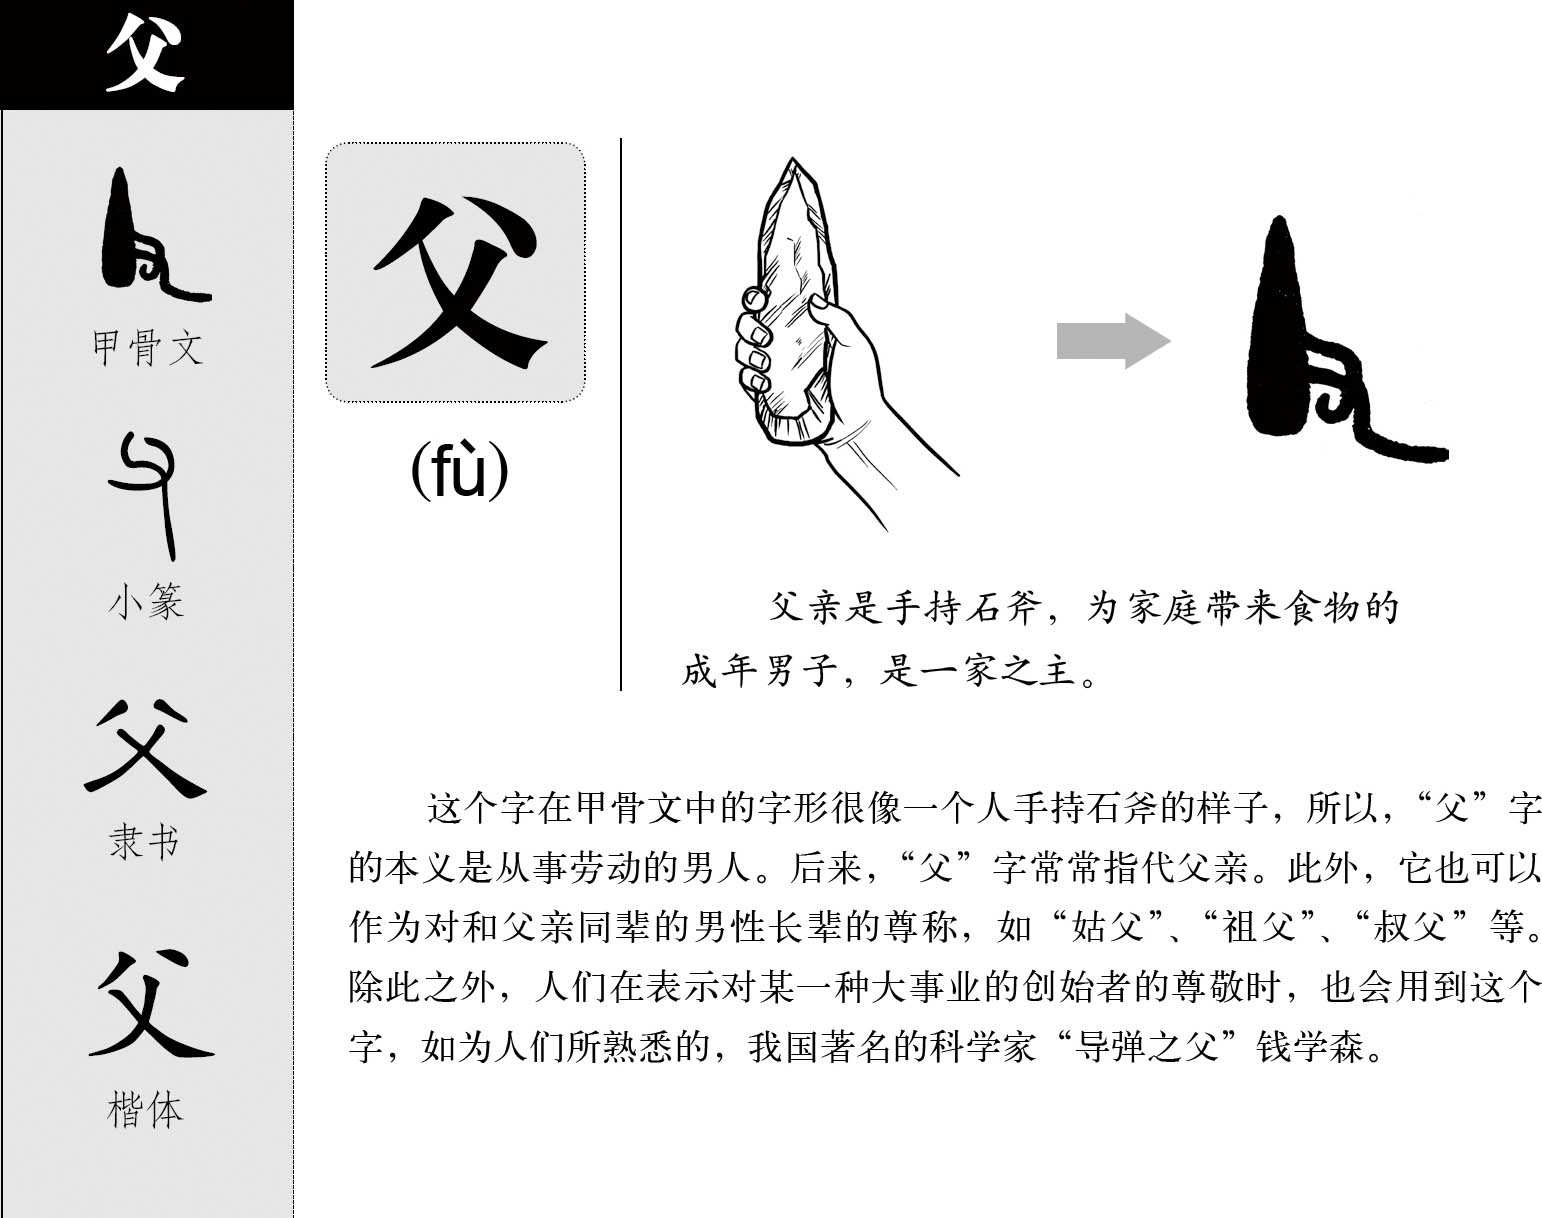 父
甲骨文
小篆
父
隶书
父
楷体
父
(fù)
父亲是手持石斧，为家庭带来食物的
成年男子，是一家之主。
这个字在甲骨文中的字形很像一个人手持石斧的样子，所以，“父”字
的本义是从事劳动的男人。后来，“父”字常常指代父亲。此外，它也可以
作为对和父亲同辈的男性长辈的尊称，如“姑父”、“祖父”、“叔父”等。
除此之外，人们在表示对某一种大事业的创始者的尊敬时，也会用到这个
字，如为人们所熟悉的，我国著名的科学家“导弹之父”钱学森。